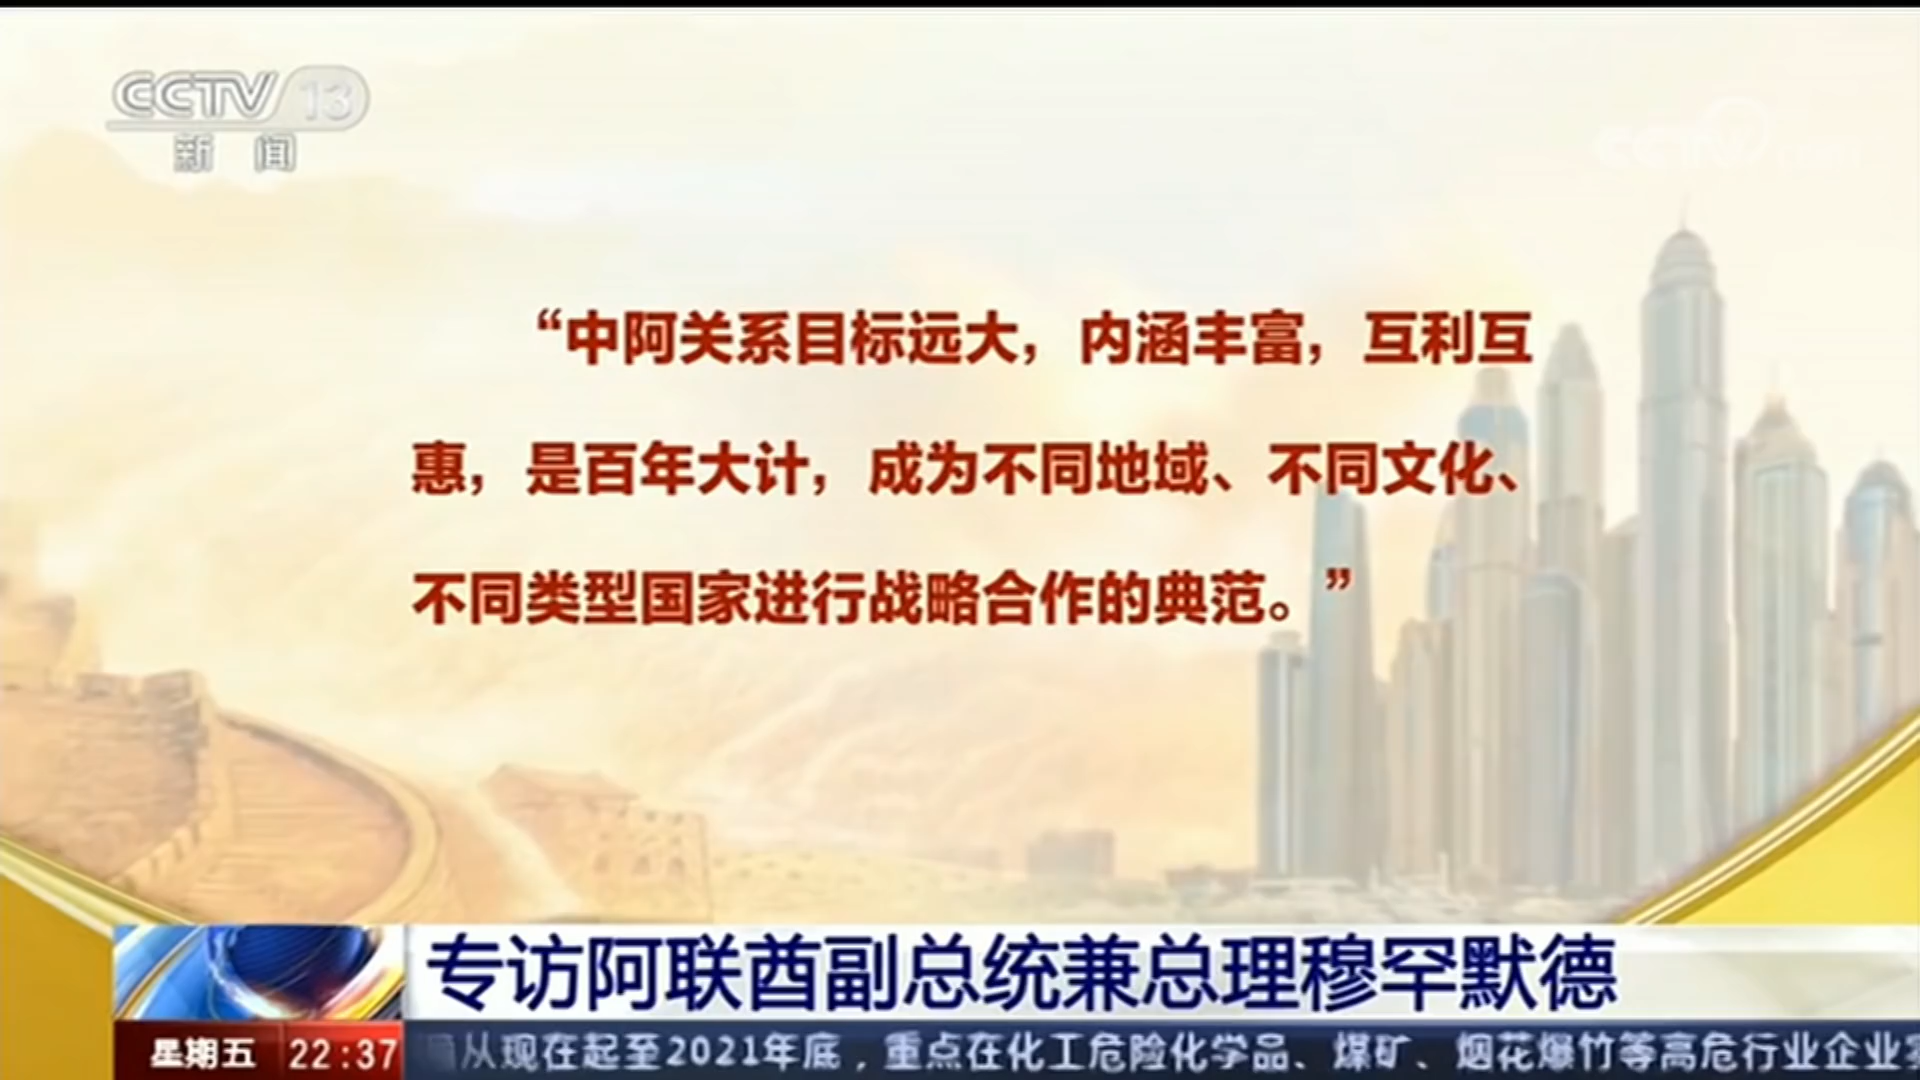 CCTV 13
新闻
CCTV
“中阿关系目标远大，内涵丰富，互利互
惠，是百年大计，成为不同地域、不同文化、
不同类型国家进行战略合作的典范。”
专访阿联酋副总统兼总理穆罕默德
星期五 22:37
从现在起至2021年底，重点在化工危险化学品、煤矿、烟花爆竹等高危行业企业